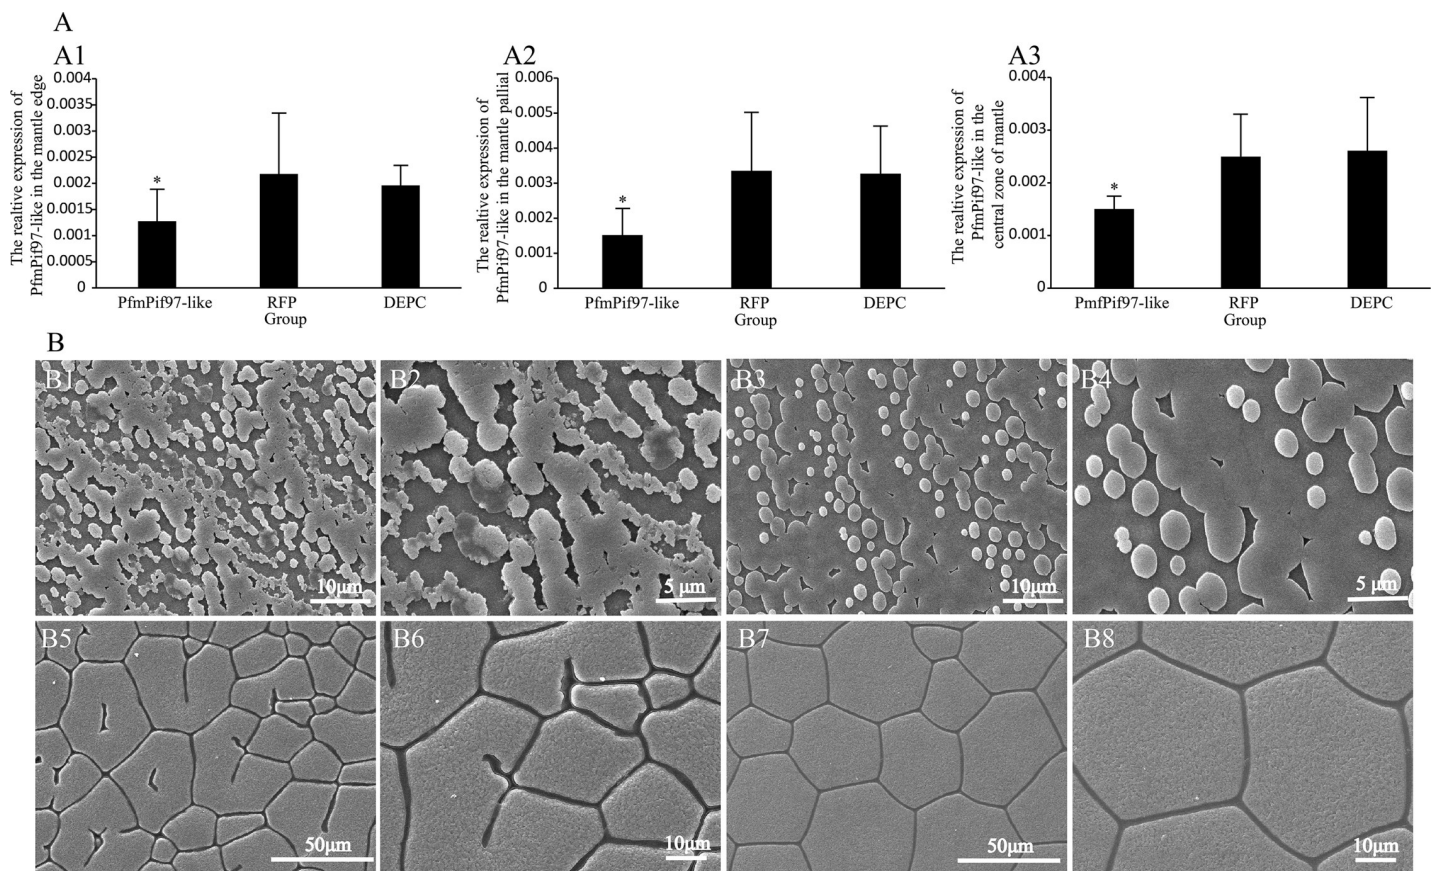 A
A1
The realtive expression of
PfmPif97-like in the mantle edge
0.004
0.0035
0.003
0.0025
0.002
0.0015
0.001
0.0005
0
*
PfmPif97-like
RFP
DEPC
Group
A2
The realtive expression of
PfmPif97-like in the mantle pallial
0.006
0.005
0.004
0.003
0.002
0.001
0
*
PfmPif97-like
RFP
DEPC
Group
A3
The realtive expression of
PfmPif97-like in the
central zone of mantle
0.004
0.003
0.002
0.001
0
*
PmfPif97-like
RFP
DEPC
Group
B
B1
10μm
B2
5 μm
B3
10μm
B4
5 μm
B5
50μm
B6
10μm
B7
50μm
B8
10μm